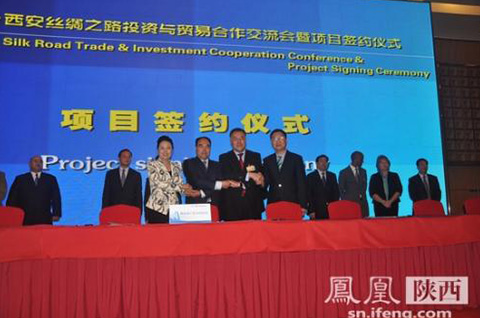 西安丝绸之路投资与贸易合作交流会暨项目签约仪式
Silk Road Trade & Investment Cooperation Conference &
Project Signing Ceremony
项目签约仪式
Project
凤凰陕西
sn.ifeng.com